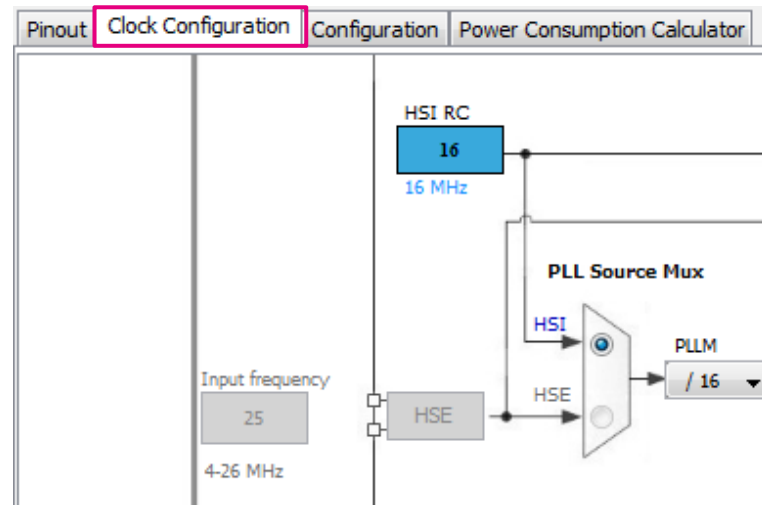 Pinout Clock Configuration Configuration Power Consumption Calculator
HSI RC
16
16 MHz
PLL Source Mux
HSI
PLLM
/ 16
Input frequency
25
HSE
HSE
4-26 MHz